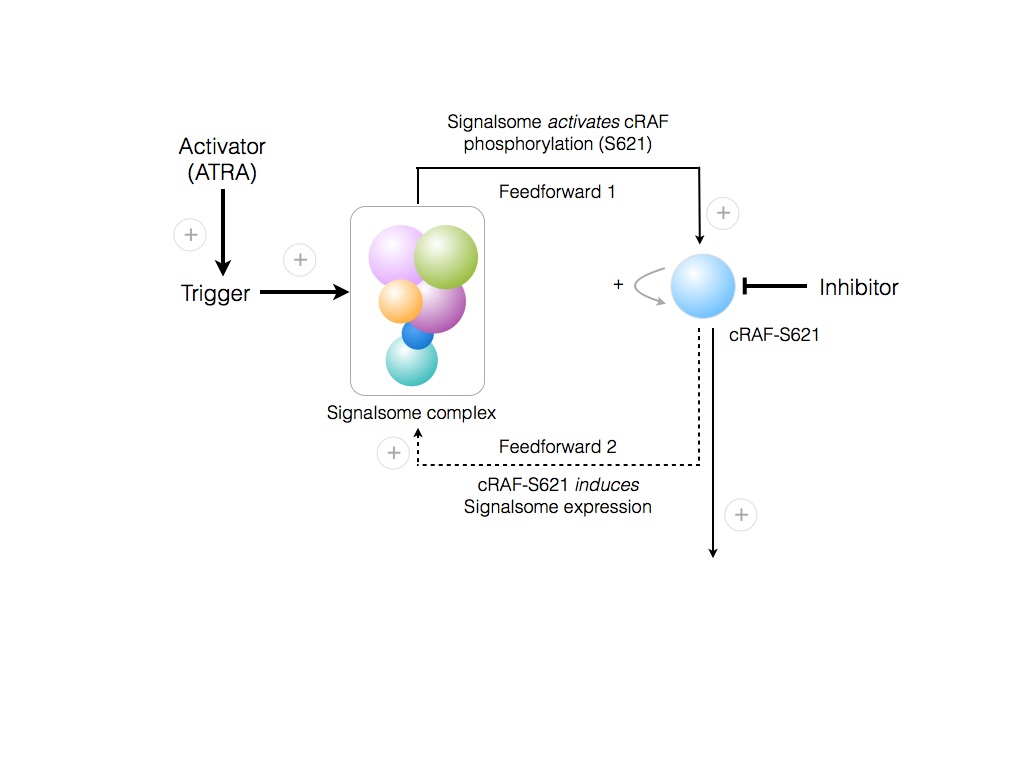 Signalsome activates cRAF
phosphorylation (S621)
Activator
(ATRA)
Feedforward 1
+
+
+
Trigger
+
Inhibitor
cRAF-S621
Signalsome complex
Feedforward 2
+
cRAF-S621 induces
Signalsome expression
+